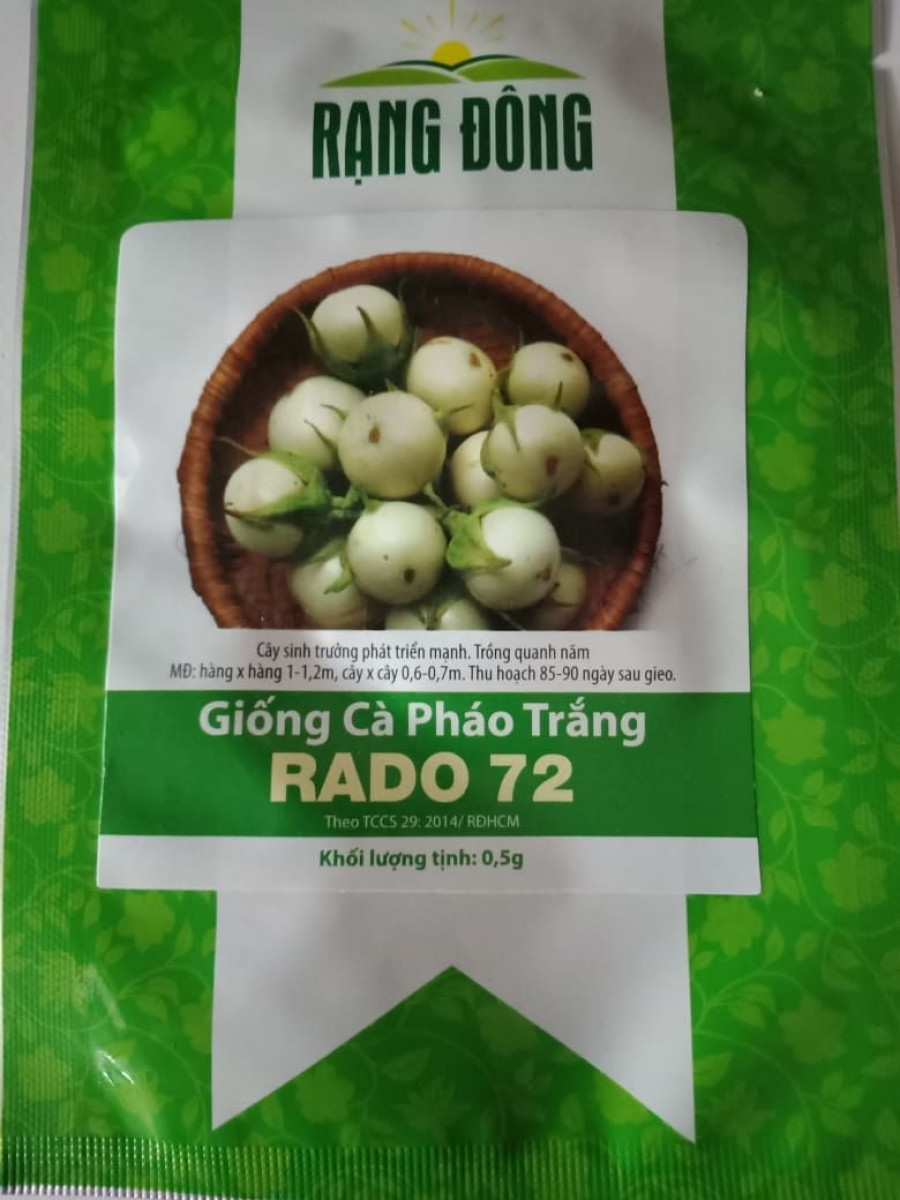 RẠNG ĐÔNG
Cây sinh trưởng phát triển mạnh. Trồng quanh năm
MĐ: hàng x hàng 1-1,2m, cây x cây 0,6-0,7m. Thu hoạch 85-90 ngày sau gieo.
Giống Cà Pháo Trắng
RADO 72
Theo TCCS 29: 2014/ RĐHCM
Khối lượng tịnh: 0,5g